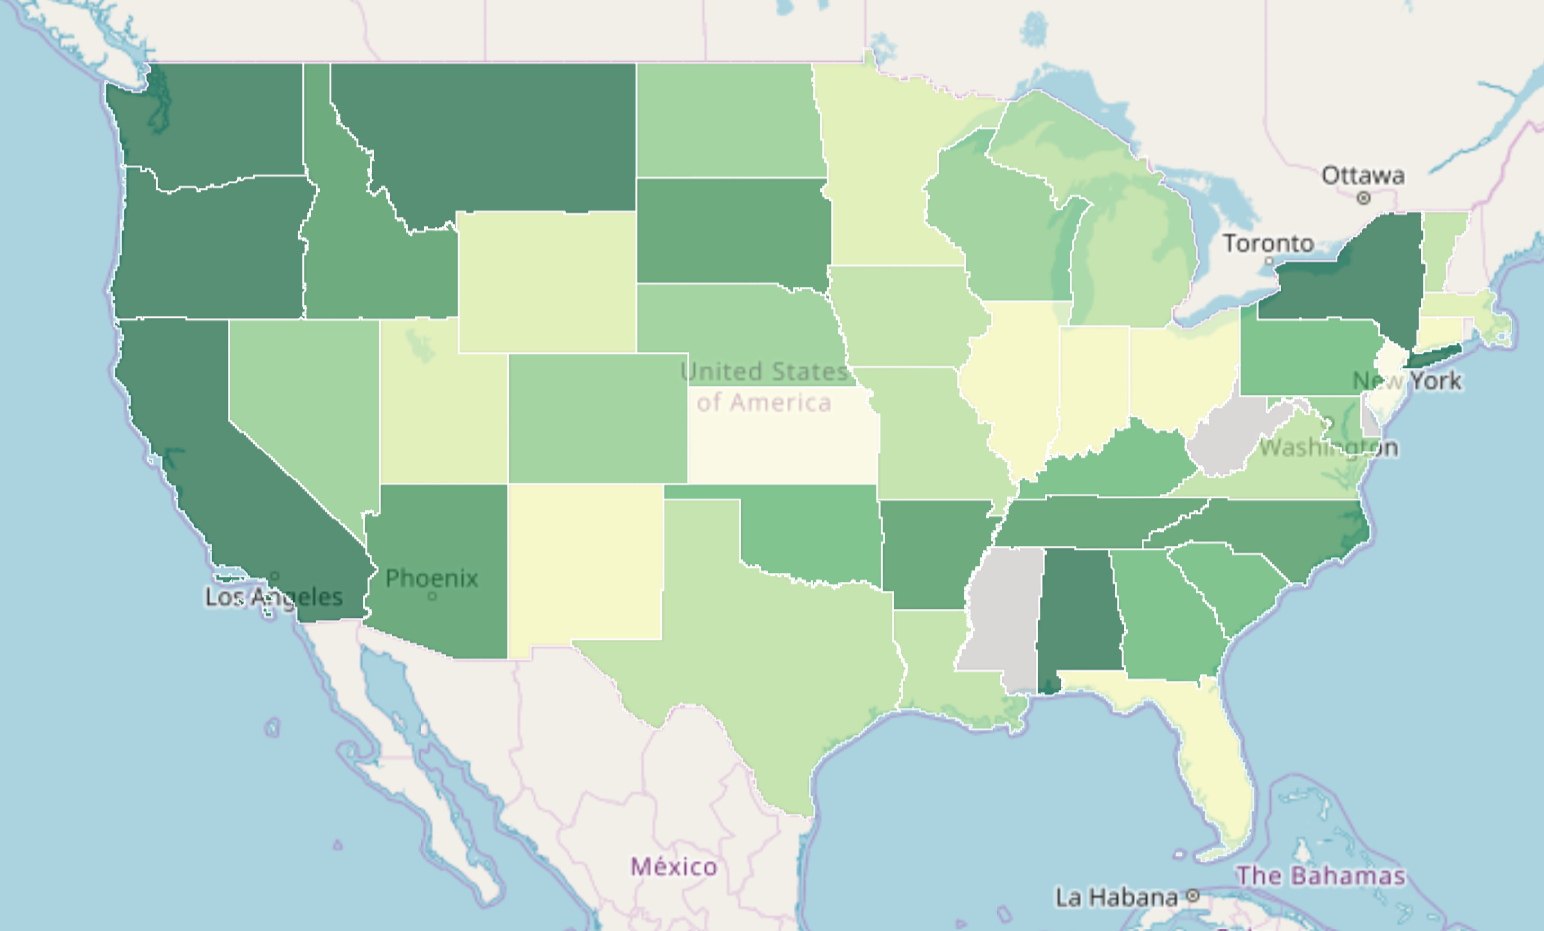 Ottawa
Toronto
United States
of America
New York
Washington
Phoenix
Los Angeles
México
The Bahamas
La Habana